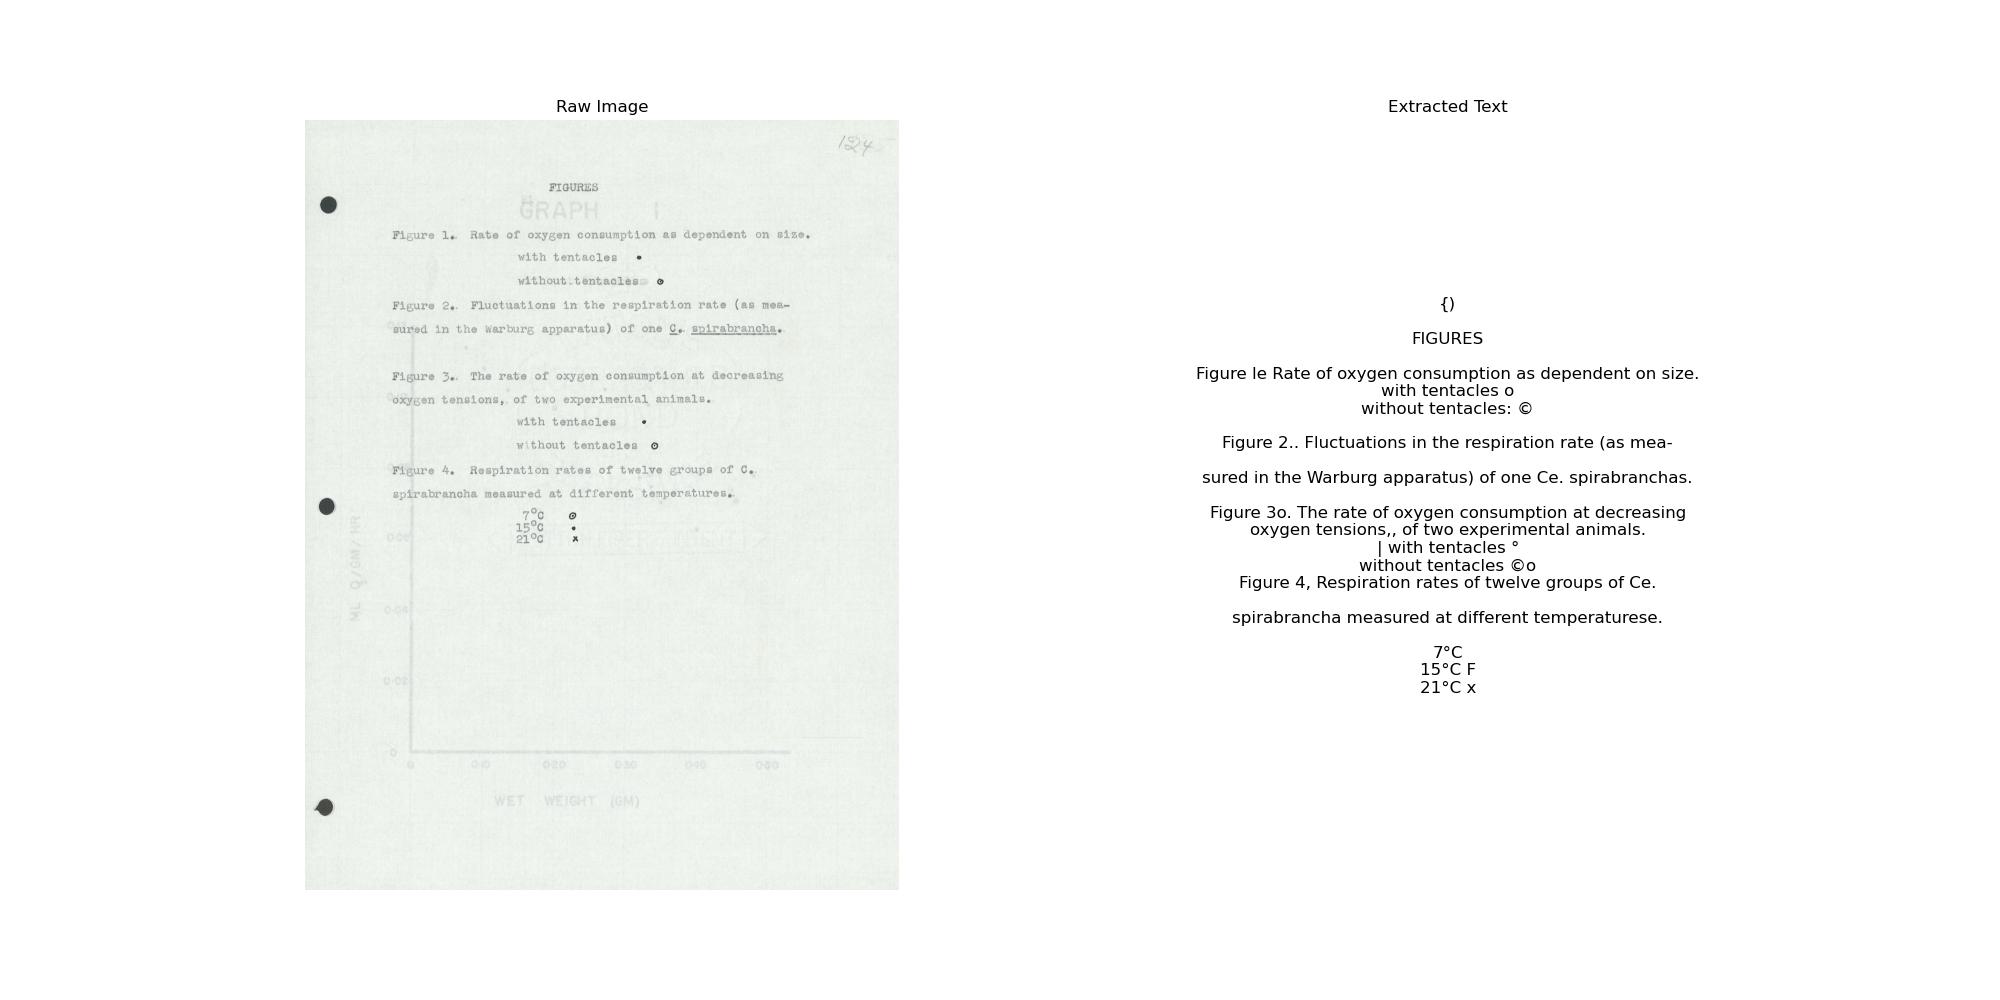 Raw Image
124
FIGURES
GRAPH 1
Figure 1. Rate of oxygen consumption as dependent on size.
with tentacles •
without tentacles ⊙
Figure 2. Fluctuations in the respiration rate (as mea-
sured in the Warburg apparatus) of one C. spirabrancha.
Figure 3. The rate of oxygen consumption at decreasing
oxygen tensions, of two experimental animals.
with tentacles •
without tentacles ⊙
Figure 4. Respiration rates of twelve groups of C.
spirabrancha measured at different temperatures.
7°C ⊙
15°C •
21°C x
ML O2/GM/HR
0·06
0·04
0·02
0
0 0·10 0·20 0·30 0·40 0·50
WET WEIGHT (GM)
Extracted Text
{)
FIGURES
Figure le Rate of oxygen consumption as dependent on size.
with tentacles o
without tentacles: ©
Figure 2.. Fluctuations in the respiration rate (as mea-
sured in the Warburg apparatus) of one Ce. spirabranchas.
Figure 3o. The rate of oxygen consumption at decreasing
oxygen tensions,, of two experimental animals.
| with tentacles °
without tentacles ©o
Figure 4, Respiration rates of twelve groups of Ce.
spirabrancha measured at different temperaturese.
7°C
15°C F
21°C x